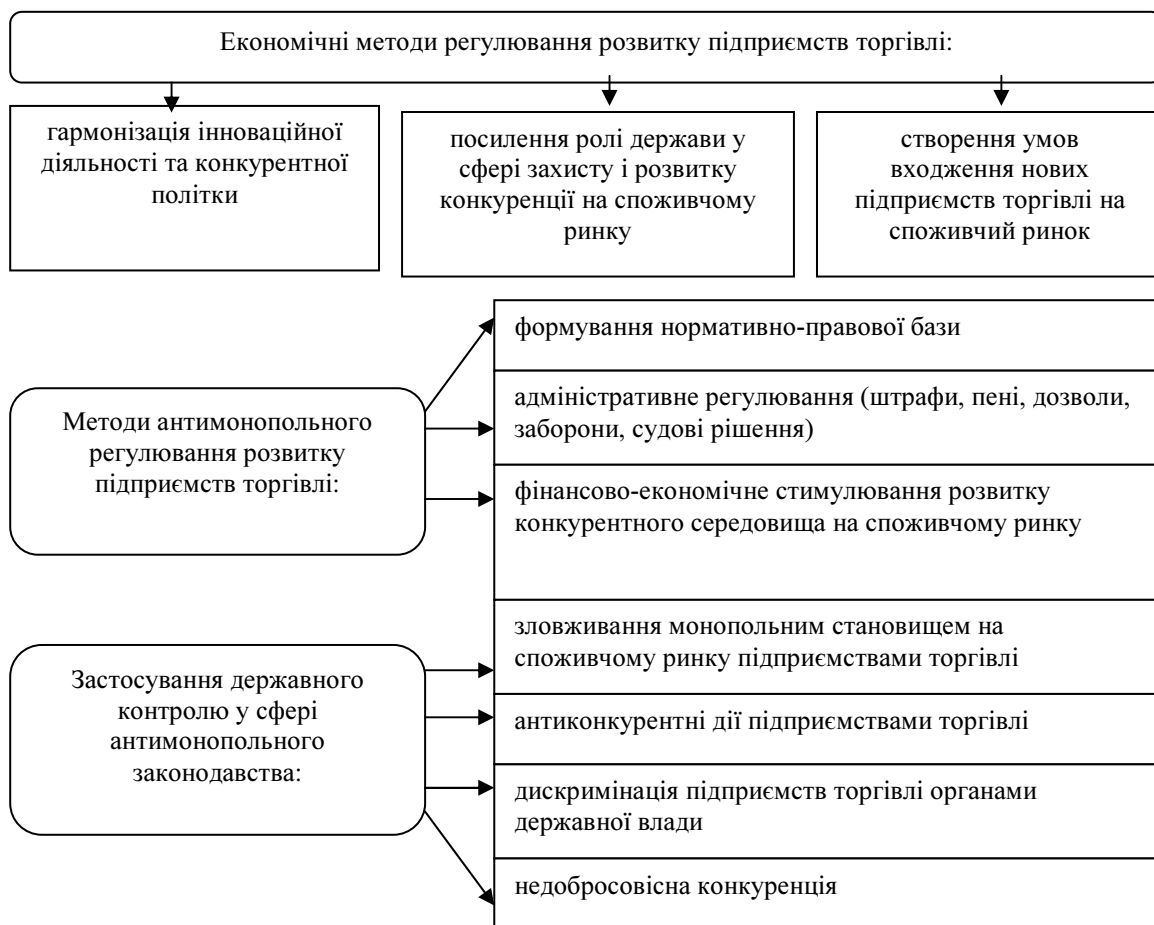 Економічні методи регулювання розвитку підприємств торгівлі:
гармонізація інноваційної
діяльності та конкурентної
політки
посилення ролі держави у
сфері захисту і розвитку
конкуренції на споживчому
ринку
створення умов
входження нових
підприємств торгівлі на
споживчий ринок
Методи антимонопольного
регулювання розвитку
підприємств торгівлі:
формування нормативно-правової бази
адміністративне регулювання (штрафи, пені, дозволи,
заборони, судові рішення)
фінансово-економічне стимулювання розвитку
конкурентного середовища на споживчому ринку
Застосування державного
контролю у сфері
антимонопольного
законодавства:
зловживання монопольним становищем на
споживчому ринку підприємствами торгівлі
антиконкурентні дії підприємствами торгівлі
дискримінація підприємств торгівлі органами
державної влади
недобросовісна конкуренція